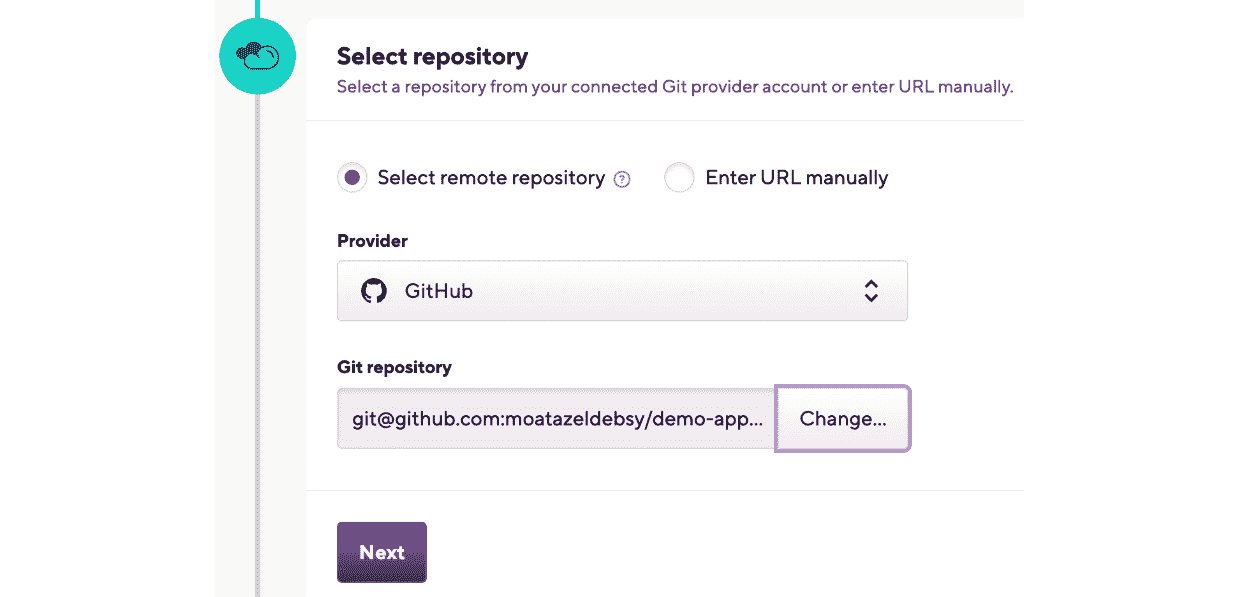 Select repository
Select a repository from your connected Git provider account or enter URL manually.
Select remote repository ? Enter URL manually
Provider
GitHub
Git repository
git@github.com:moatazeldebsy/demo-app... Change...
Next